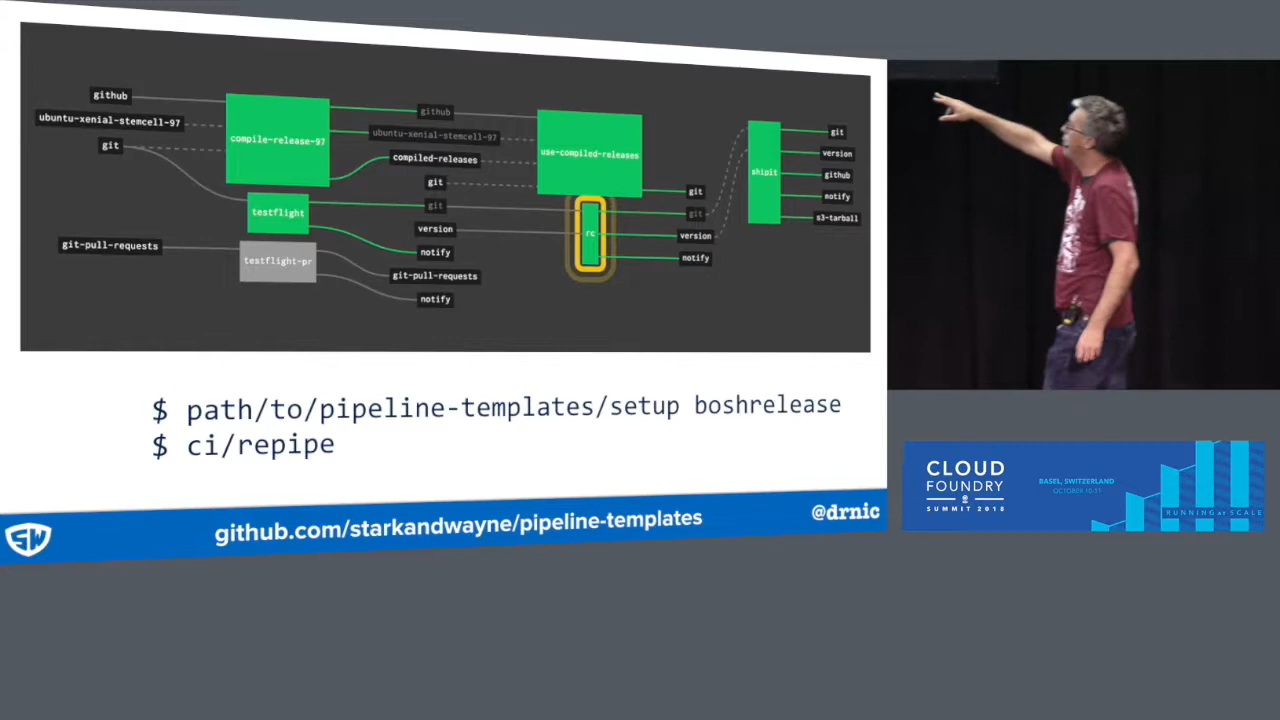 github
ubuntu-xenial-stemcell-97
git
git-pull-requests
compile-release-97
testflight
testflight-pr
github
ubuntu-xenial-stemcell-97
compiled-releases
git
git
version
notify
git-pull-requests
notify
use-compiled-releases
rc
git
git
version
notify
shipit
git
version
github
notify
s3-tarball
$ path/to/pipeline-templates/setup boshrelease
$ ci/repipe
SW
github.com/starkandwayne/pipeline-templates
@drnic
CLOUD
FOUNDRY
SUMMIT 2018
BASEL, SWITZERLAND
OCTOBER 10-11
RUNNING at SCALE